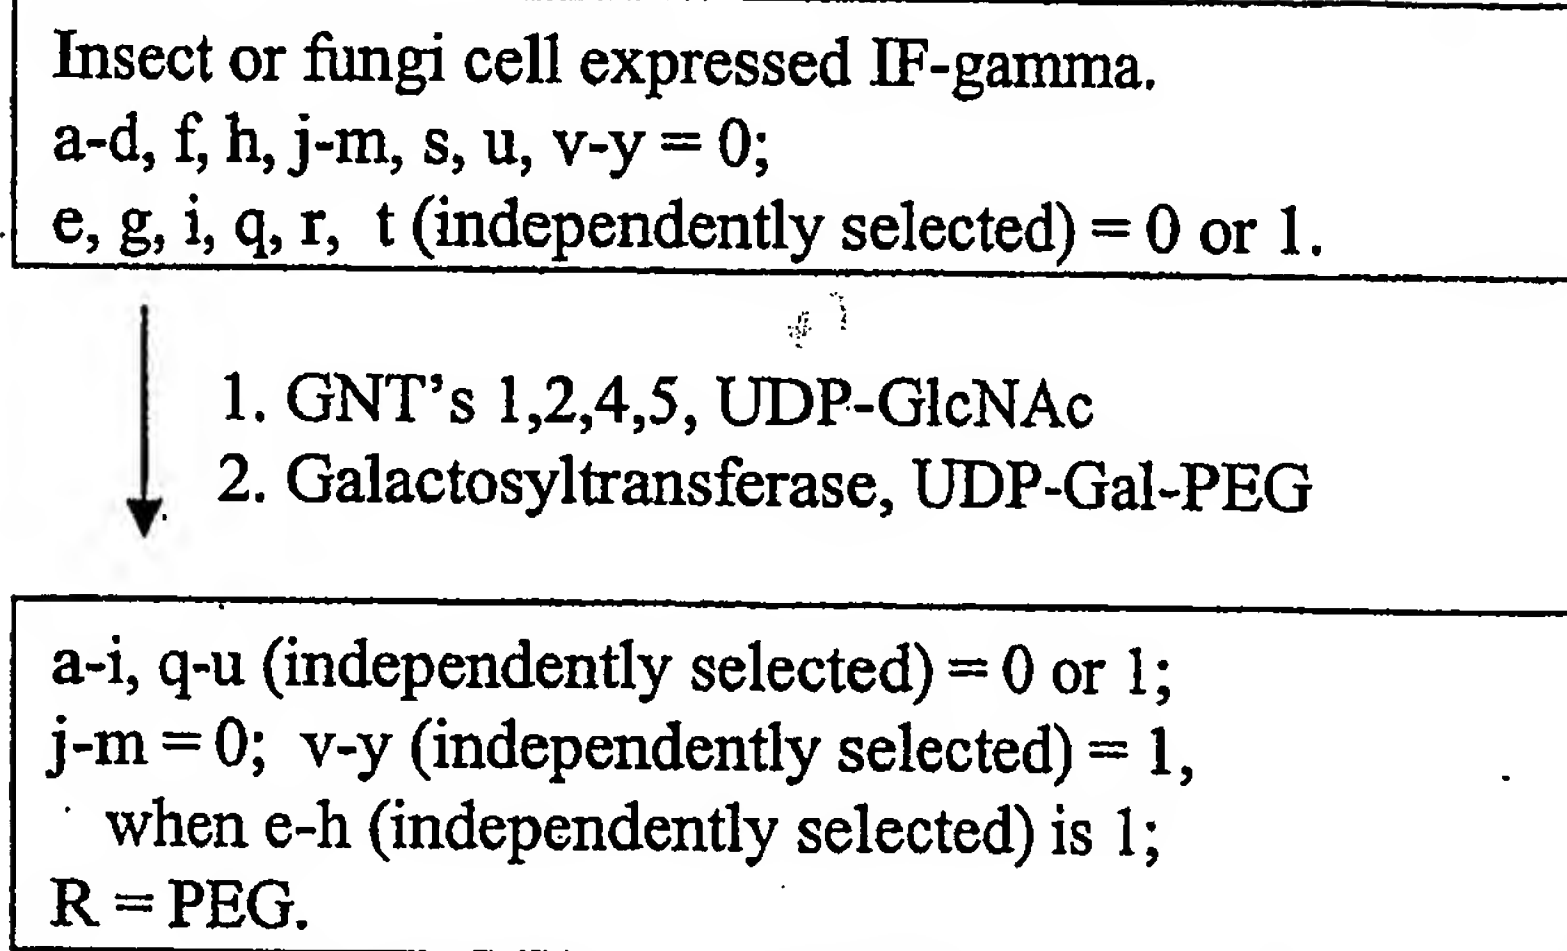 Insect or fungi cell expressed IF-gamma.
a-d, f, h, j-m, s, u, v-y = 0;
e, g, i, q, r, t (independently selected) = 0 or 1.
1. GNT's 1,2,4,5, UDP-GlcNAc
2. Galactosyltransferase, UDP-Gal-PEG
a-i, q-u (independently selected) = 0 or 1;
j-m = 0; v-y (independently selected) = 1,
when e-h (independently selected) is 1;
R = PEG.